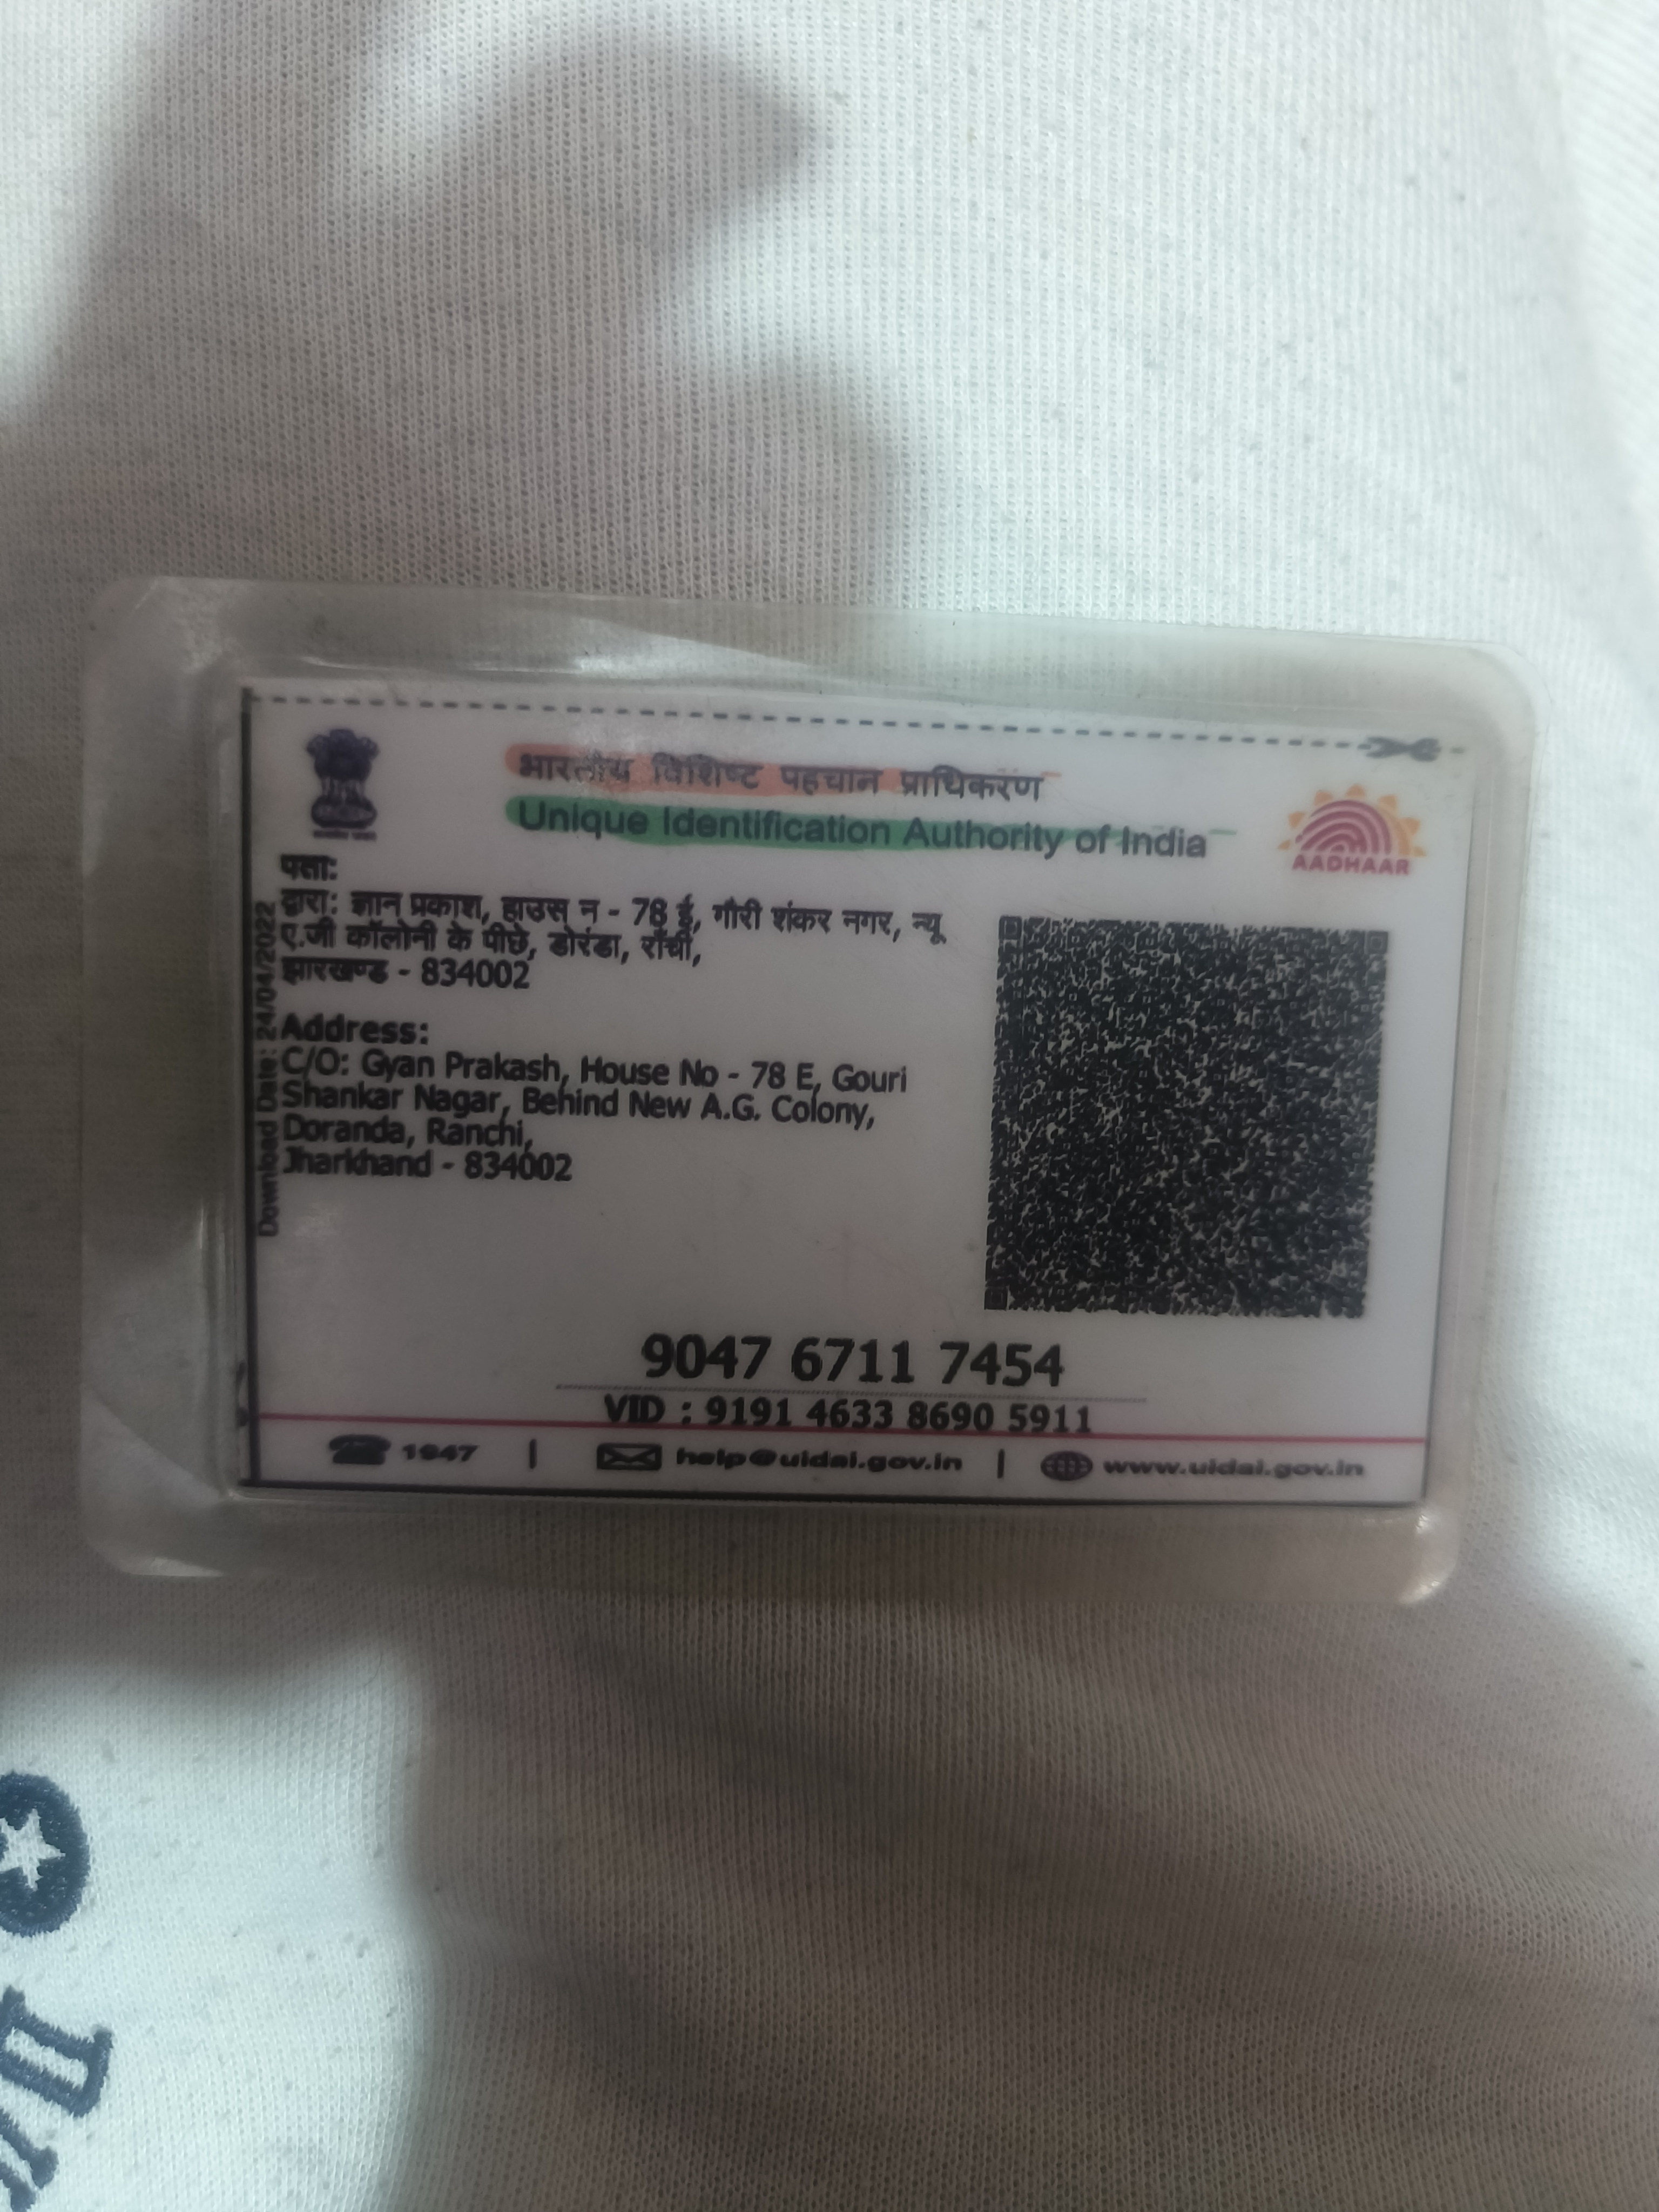 भारतीय विशिष्ट पहचान प्राधिकरण
Unique Identification Authority of India
AADHAAR
पता:
द्वारा: ज्ञान प्रकाश, हाउस न - 78 ई, गौरी शंकर नगर, न्यू
ए.जी कॉलोनी के पीछे, डोरंडा, राँची,
झारखण्ड - 834002
Address:
C/O: Gyan Prakash, House No - 78 E, Gouri
Shankar Nagar, Behind New A.G. Colony,
Doranda, Ranchi,
Jharkhand - 834002
Download Date: 24/04/2022
9047 6711 7454
VID : 9191 4633 8690 5911
1947 | help@uidai.gov.in | www.uidai.gov.in